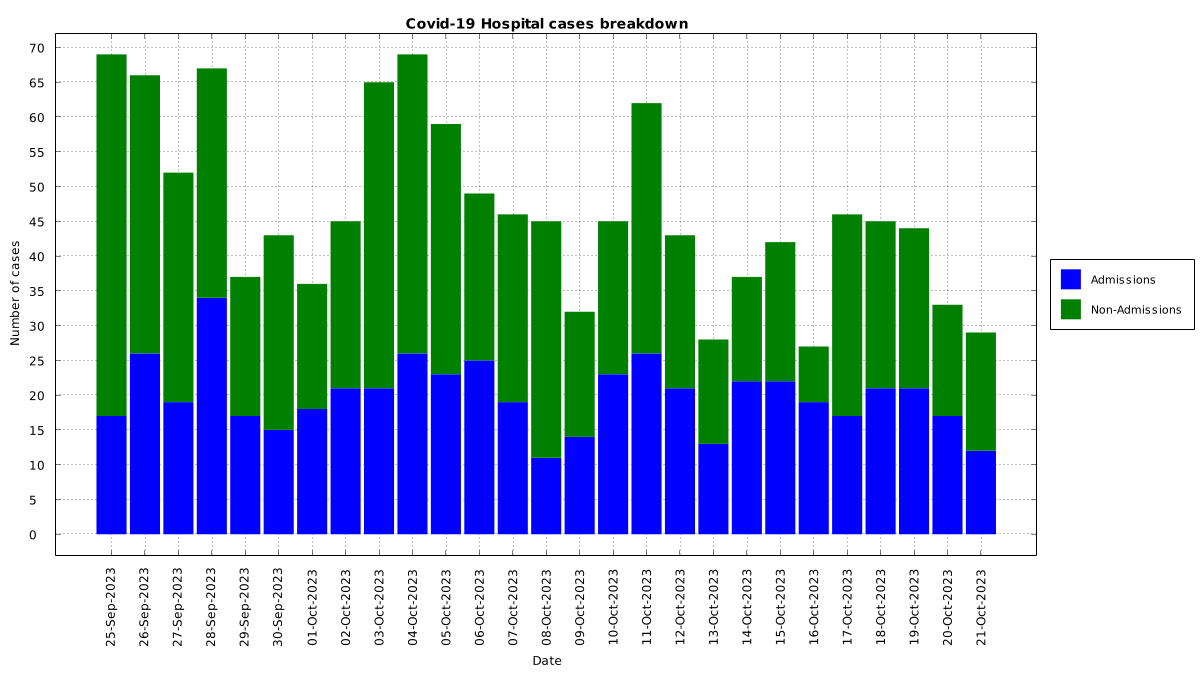 Covid-19 Hospital cases breakdown
70
65
60
55
50
45
40
35
30
25
20
15
10
5
0
Number of cases
25-Sep-2023
26-Sep-2023
27-Sep-2023
28-Sep-2023
29-Sep-2023
30-Sep-2023
01-Oct-2023
02-Oct-2023
03-Oct-2023
04-Oct-2023
05-Oct-2023
06-Oct-2023
07-Oct-2023
08-Oct-2023
09-Oct-2023
10-Oct-2023
11-Oct-2023
12-Oct-2023
13-Oct-2023
14-Oct-2023
15-Oct-2023
16-Oct-2023
17-Oct-2023
18-Oct-2023
19-Oct-2023
20-Oct-2023
21-Oct-2023
Date
Admissions
Non-Admissions